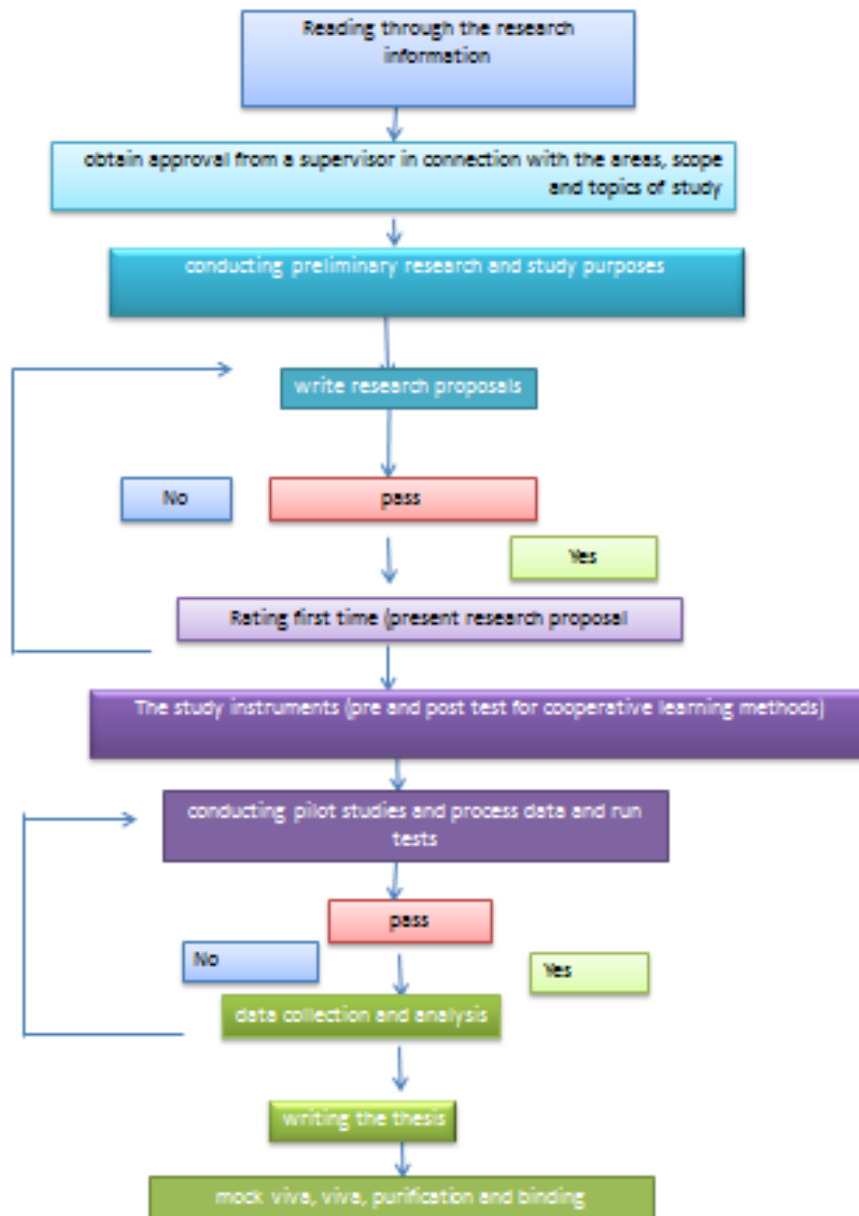 Reading through the research
information
obtain approval from a supervisor in connection with the areas, scope
and topics of study
conducting preliminary research and study purposes
write research proposals
No
pass
Yes
Rating first time (present research proposal
The study instruments (pre and post test for cooperative learning methods)
conducting pilot studies and process data and run
tests
pass
No
Yes
data collection and analysis
writing the thesis
mock viva, viva, purification and binding